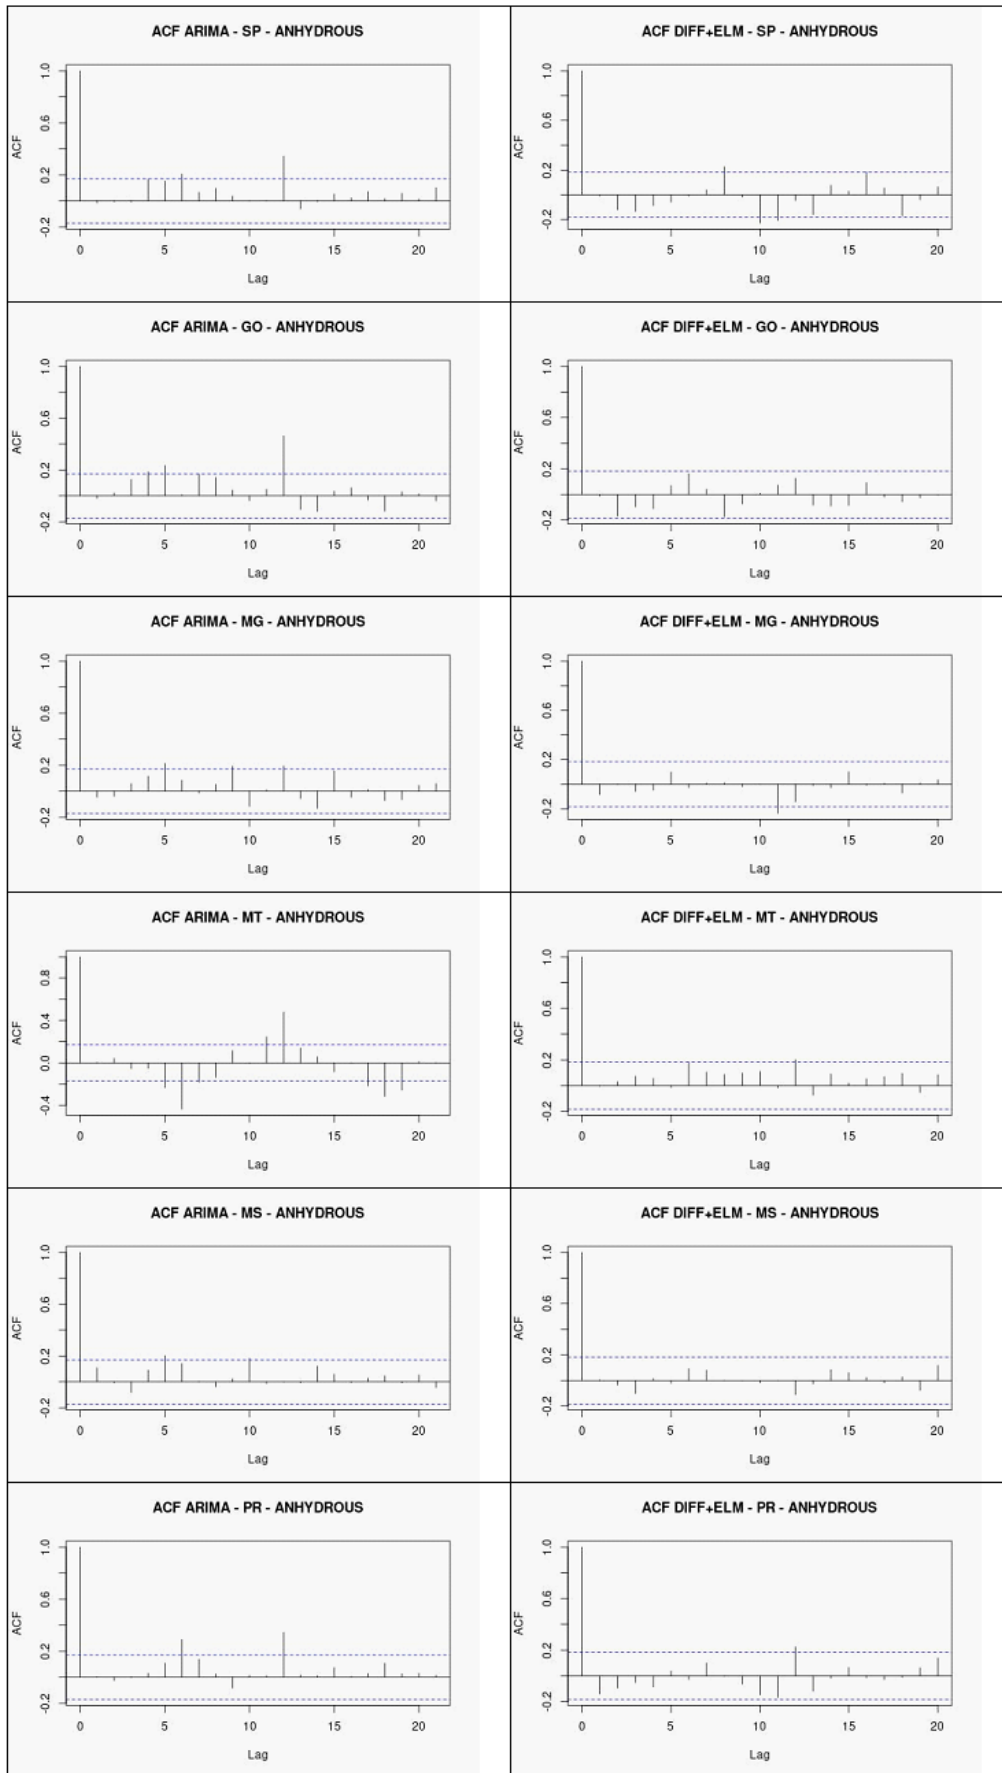 ACF ARIMA - SP - ANHYDROUS
ACF
1.0
0.6
0.2
-0.2
0 5 10 15 20
Lag
ACF DIFF+ELM - SP - ANHYDROUS
ACF
1.0
0.6
0.2
-0.2
0 5 10 15 20
Lag
ACF ARIMA - GO - ANHYDROUS
ACF
1.0
0.6
0.2
-0.2
0 5 10 15 20
Lag
ACF DIFF+ELM - GO - ANHYDROUS
ACF
1.0
0.6
0.2
-0.2
0 5 10 15 20
Lag
ACF ARIMA - MG - ANHYDROUS
ACF
1.0
0.6
0.2
-0.2
0 5 10 15 20
Lag
ACF DIFF+ELM - MG - ANHYDROUS
ACF
1.0
0.6
0.2
-0.2
0 5 10 15 20
Lag
ACF ARIMA - MT - ANHYDROUS
ACF
0.8
0.4
0.0
-0.4
0 5 10 15 20
Lag
ACF DIFF+ELM - MT - ANHYDROUS
ACF
1.0
0.6
0.2
-0.2
0 5 10 15 20
Lag
ACF ARIMA - MS - ANHYDROUS
ACF
1.0
0.6
0.2
-0.2
0 5 10 15 20
Lag
ACF DIFF+ELM - MS - ANHYDROUS
ACF
1.0
0.6
0.2
-0.2
0 5 10 15 20
Lag
ACF ARIMA - PR - ANHYDROUS
ACF
1.0
0.6
0.2
-0.2
0 5 10 15 20
Lag
ACF DIFF+ELM - PR - ANHYDROUS
ACF
1.0
0.6
0.2
-0.2
0 5 10 15 20
Lag